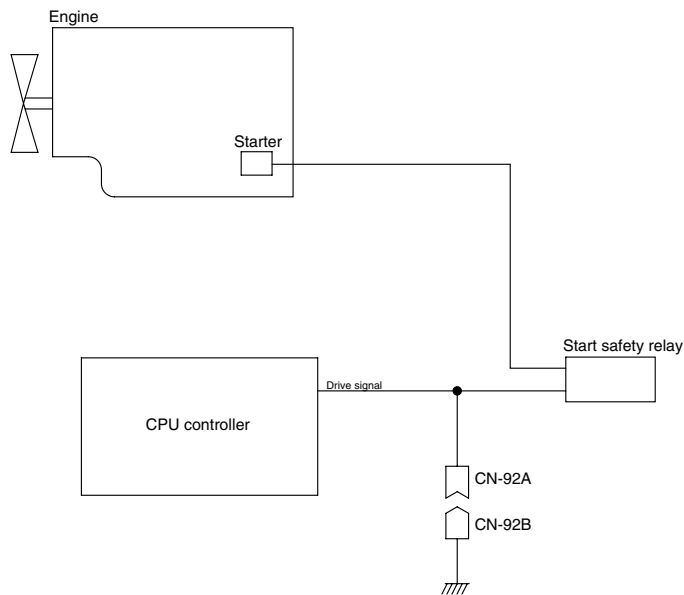 Engine
Starter
Start safety relay
Drive signal
CPU controller
CN-92A
CN-92B